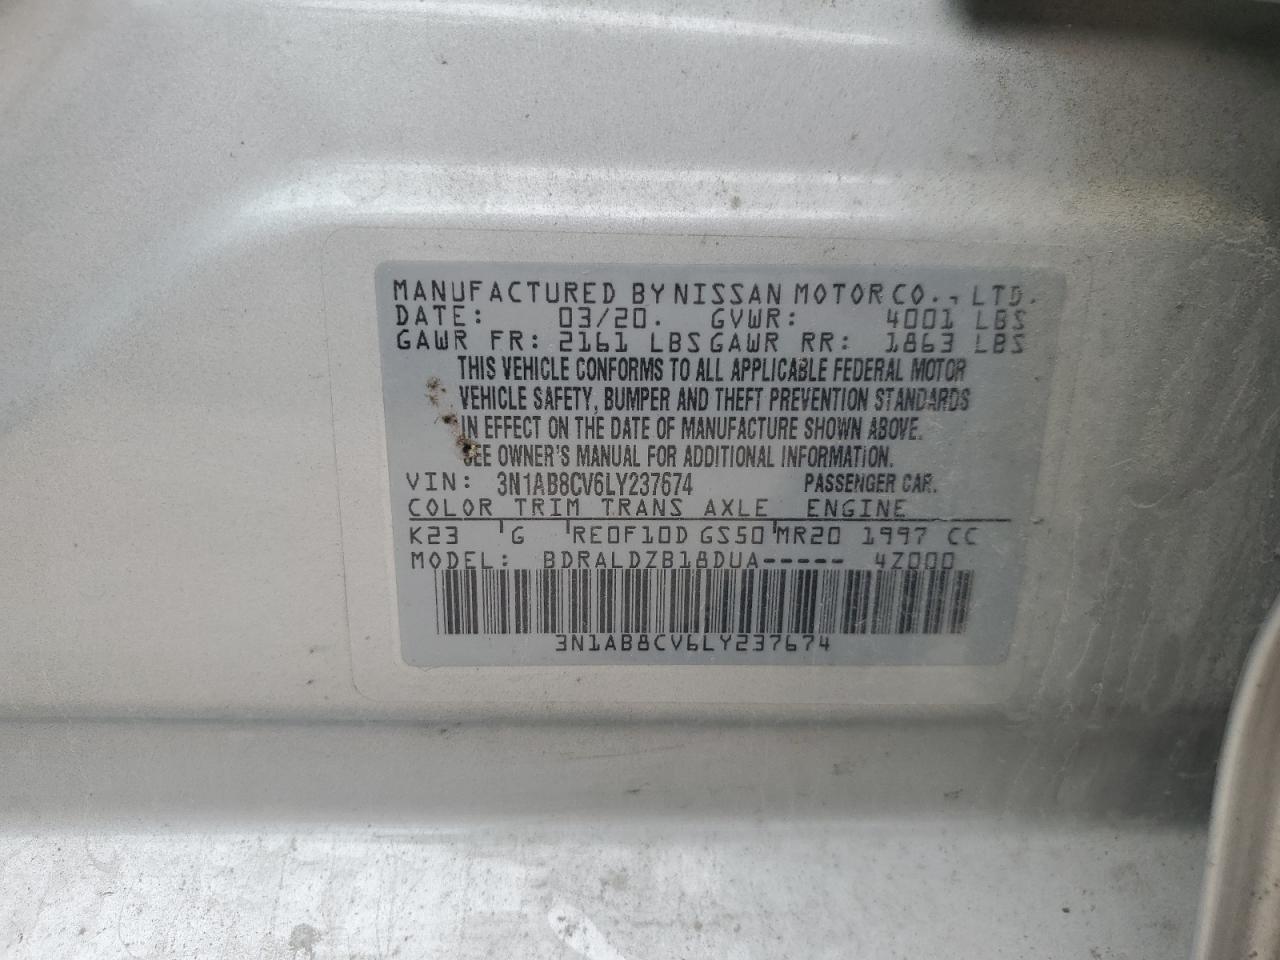 MANUFACTURED BY NISSAN MOTOR CO., LTD.
DATE: 03/20. GVWR: 4001 LBS
GAWR FR: 2161 LBS GAWR RR: 1863 LBS
THIS VEHICLE CONFORMS TO ALL APPLICABLE FEDERAL MOTOR
VEHICLE SAFETY, BUMPER AND THEFT PREVENTION STANDARDS
IN EFFECT ON THE DATE OF MANUFACTURE SHOWN ABOVE.
SEE OWNER'S MANUAL FOR ADDITIONAL INFORMATION.
VIN: 3N1AB8CV6LY237674 PASSENGER CAR.
COLOR TRIM TRANS AXLE ENGINE
K23 G RE0F10D GS50 MR20 1997 CC
MODEL: BDRALDZB18DUA----- 4Z000
3N1AB8CV6LY237674